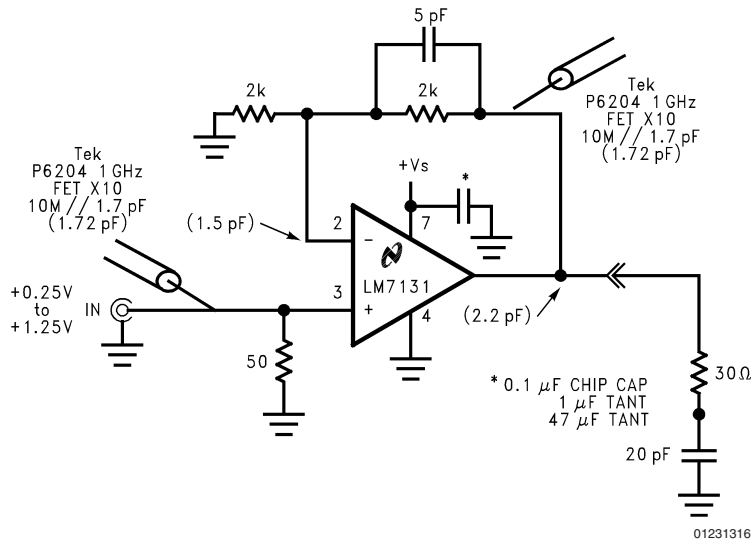 5 pF
2k
2k
Tek
P6204 1 GHz
FET X10
10M // 1.7 pF
(1.72 pF)
Tek
P6204 1 GHz
FET X10
10M // 1.7 pF
(1.72 pF)
+Vs
*
(1.5 pF)
2
7
−
LM7131
+0.25V
to
+1.25V
IN
3
+
4
(2.2 pF)
50
* 0.1 µF CHIP CAP
1 µF TANT
47 µF TANT
30Ω
20 pF
01231316